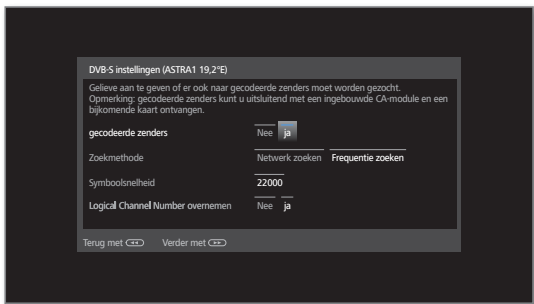 DVB-S instellingen (ASTRA1 19,2°E)
Gelieve aan te geven of er ook naar gecodeerde zenders moet worden gezocht.
Opmerking: gecodeerde zenders kunt u uitsluitend met een ingebouwde CA-module en een
bijkomende kaart ontvangen.
gecodeerde zenders Nee ja
Zoekmethode Netwerk zoeken Frequentie zoeken
Symboolsnelheid 22000
Logical Channel Number overnemen Nee ja
Terug met Verder met